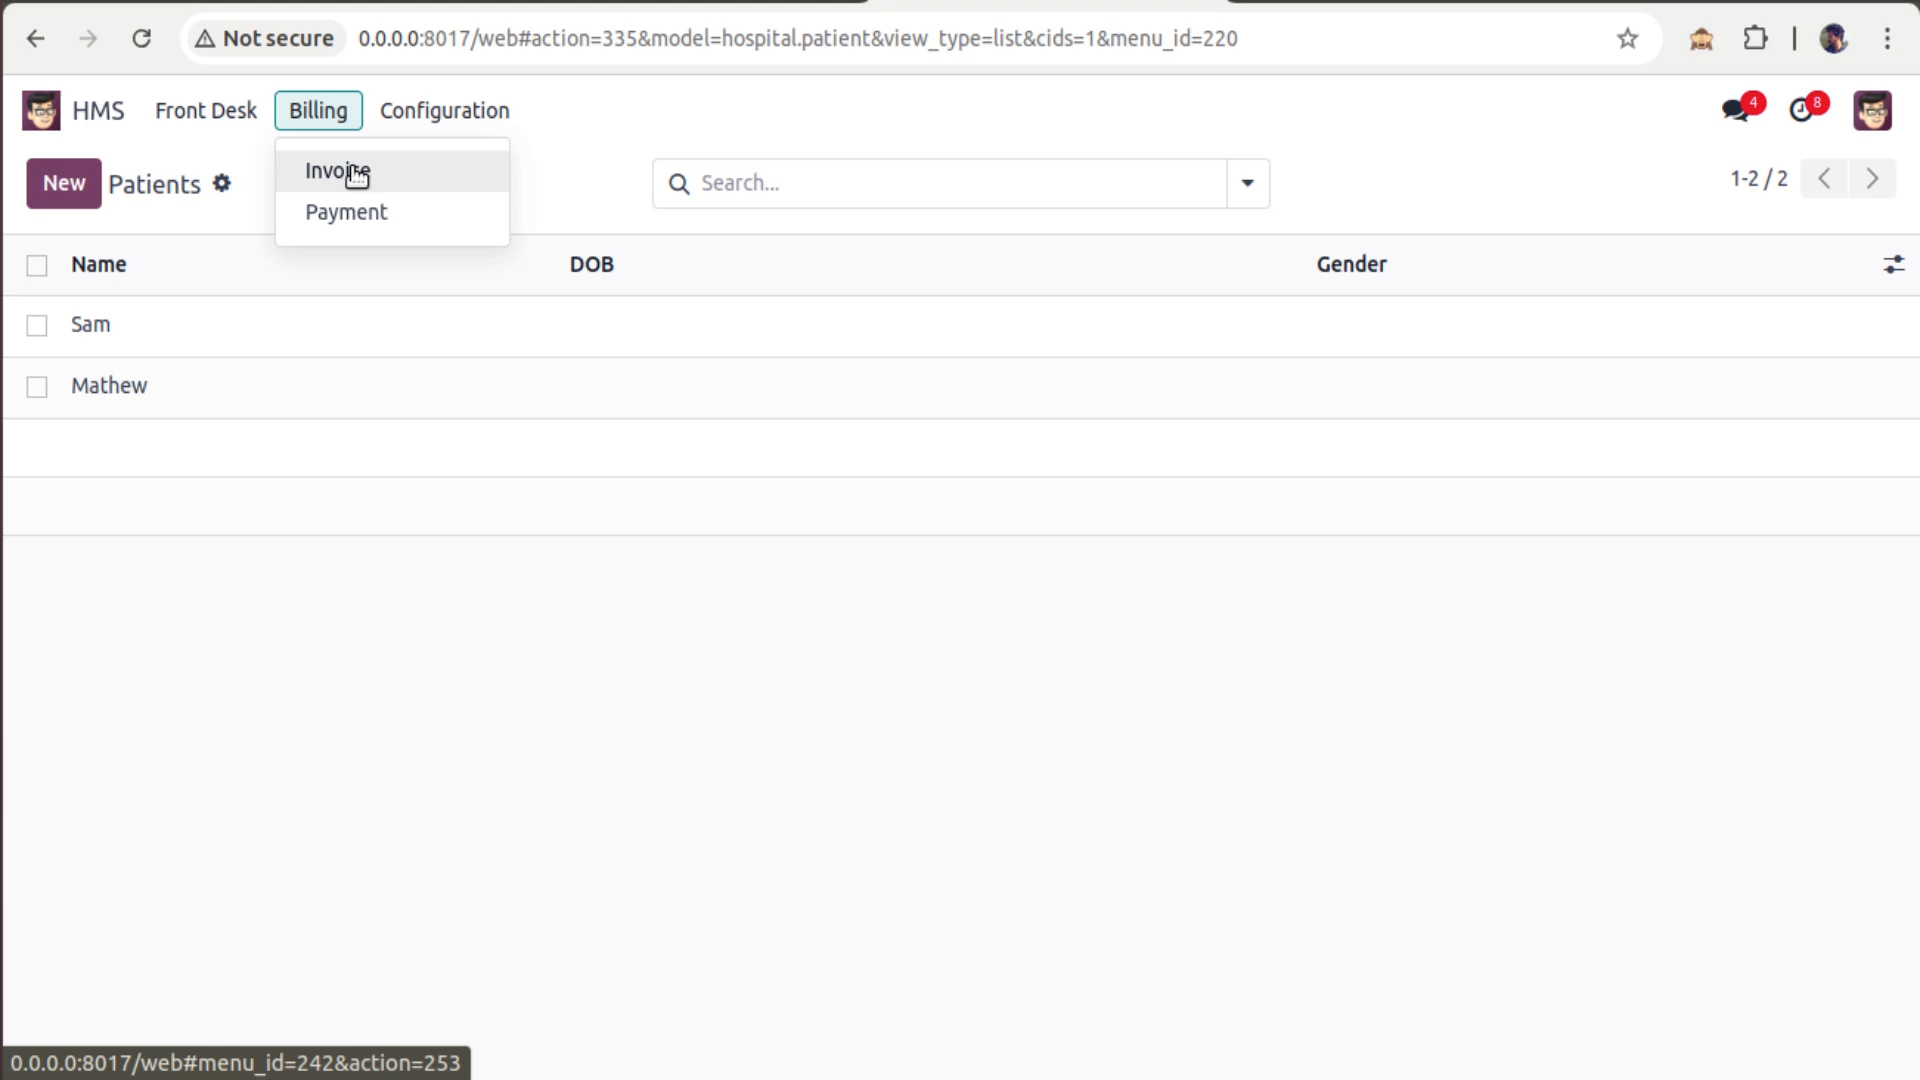 Not secure
0.0.0.0:8017/web#action=335&model=hospital.patient&view_type=list&cids=1&menu_id=220
HMS Front Desk Billing Configuration
4
8
New Patients
Invoice
Payment
Search...
1-2 / 2
Name DOB Gender
Sam
Mathew
0.0.0.0:8017/web#menu_id=242&action=253